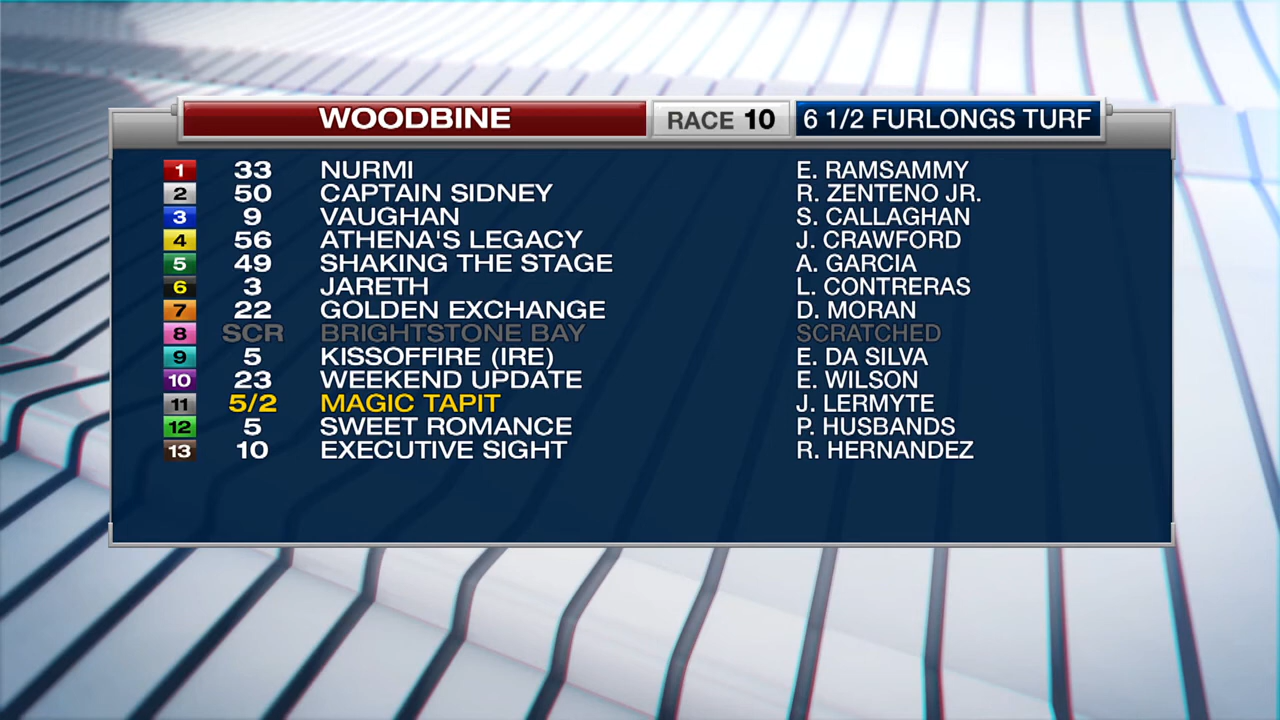 WOODBINE RACE 10 6 1/2 FURLONGS TURF
1 33 NURMI E. RAMSAMMY
2 50 CAPTAIN SIDNEY R. ZENTENO JR.
3 9 VAUGHAN S. CALLAGHAN
4 56 ATHENA'S LEGACY J. CRAWFORD
5 49 SHAKING THE STAGE A. GARCIA
6 3 JARETH L. CONTRERAS
7 22 GOLDEN EXCHANGE D. MORAN
8 SCR BRIGHTSTONE BAY SCRATCHED
9 5 KISSOFFIRE (IRE) E. DA SILVA
10 23 WEEKEND UPDATE E. WILSON
11 5/2 MAGIC TAPIT J. LERMYTE
12 5 SWEET ROMANCE P. HUSBANDS
13 10 EXECUTIVE SIGHT R. HERNANDEZ